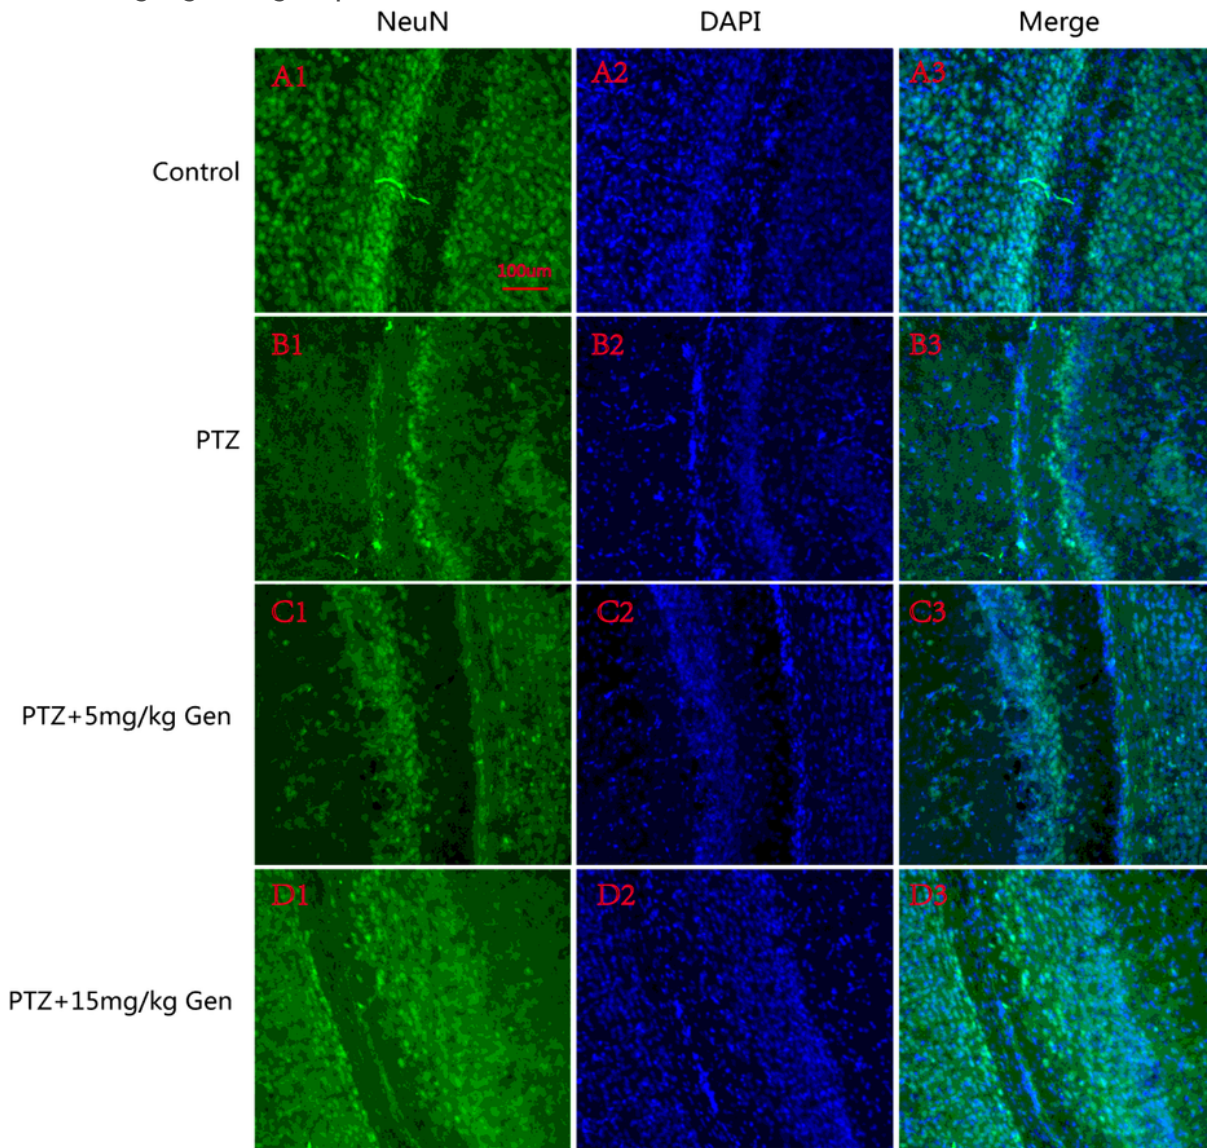 NeuN DAPI Merge
A1 A2 A3
Control
100um
B1 B2 B3
PTZ
C1 C2 C3
PTZ+5mg/kg Gen
D1 D2 D3
PTZ+15mg/kg Gen